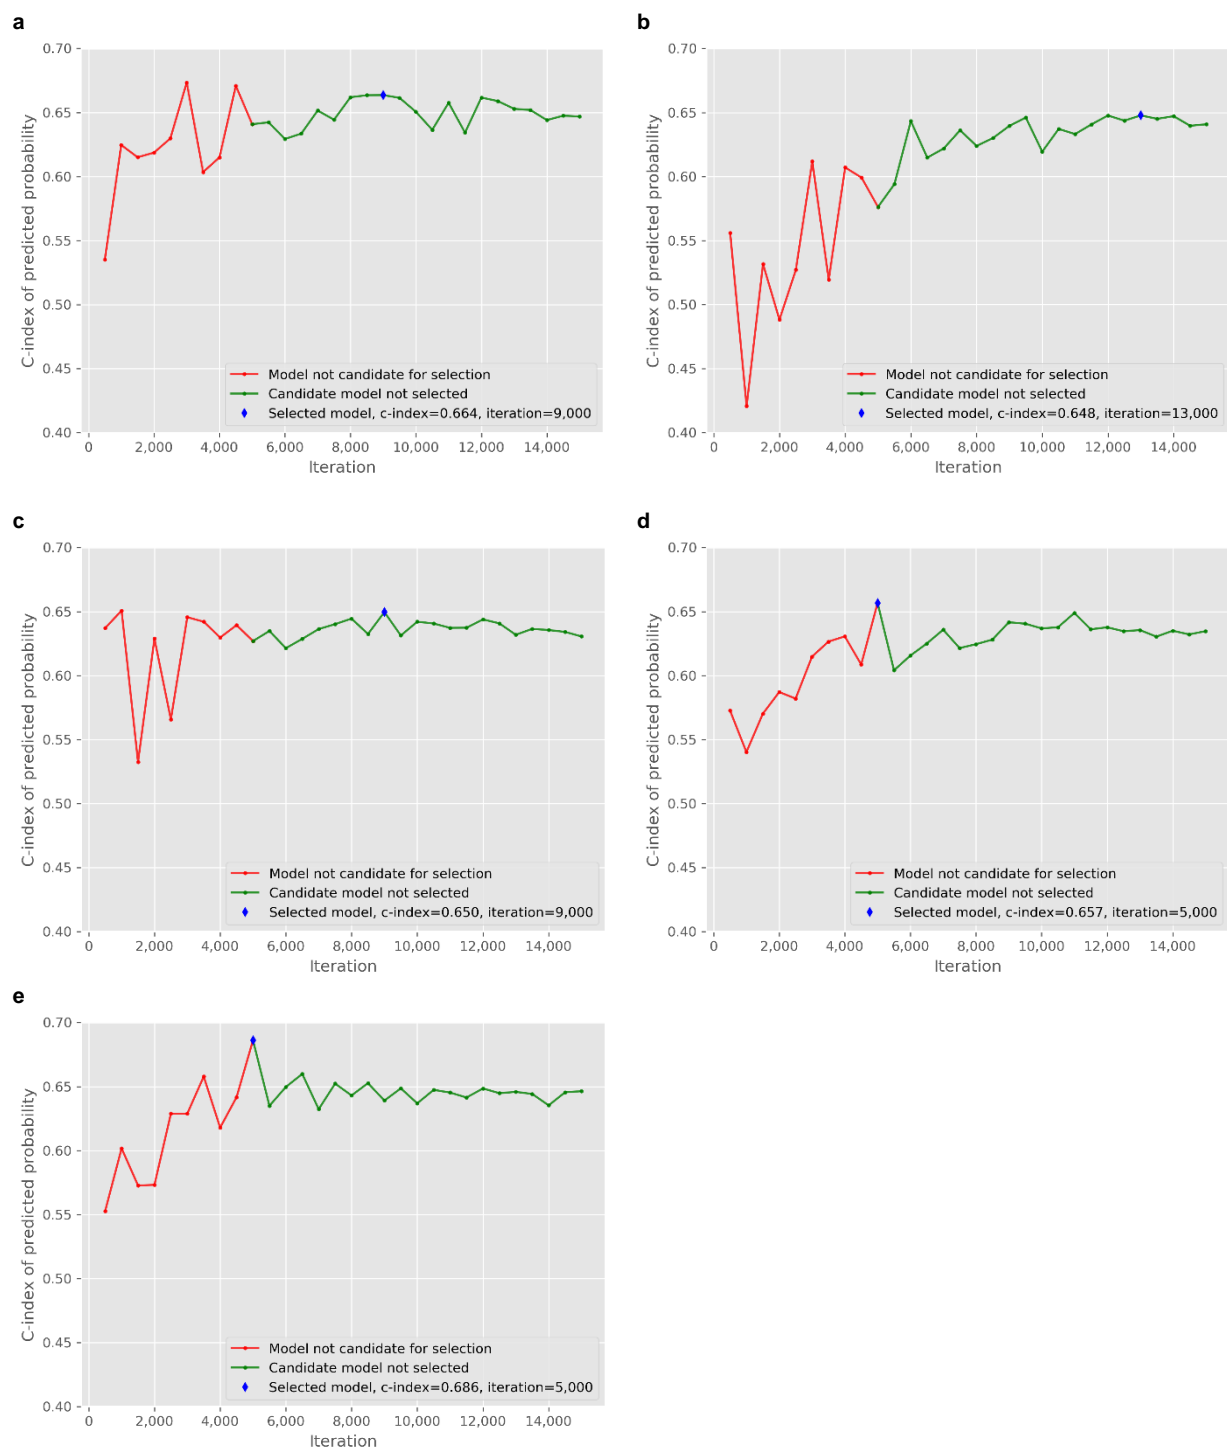 a
0.70
0.65
0.60
0.55
0.50
0.45
0.40
C-index of predicted probability
Model not candidate for selection
Candidate model not selected
Selected model, c-index=0.664, iteration=9,000
0 2,000 4,000 6,000 8,000 10,000 12,000 14,000
Iteration
b
0.70
0.65
0.60
0.55
0.50
0.45
0.40
C-index of predicted probability
Model not candidate for selection
Candidate model not selected
Selected model, c-index=0.648, iteration=13,000
0 2,000 4,000 6,000 8,000 10,000 12,000 14,000
Iteration
c
0.70
0.65
0.60
0.55
0.50
0.45
0.40
C-index of predicted probability
Model not candidate for selection
Candidate model not selected
Selected model, c-index=0.650, iteration=9,000
0 2,000 4,000 6,000 8,000 10,000 12,000 14,000
Iteration
d
0.70
0.65
0.60
0.55
0.50
0.45
0.40
C-index of predicted probability
Model not candidate for selection
Candidate model not selected
Selected model, c-index=0.657, iteration=5,000
0 2,000 4,000 6,000 8,000 10,000 12,000 14,000
Iteration
e
0.70
0.65
0.60
0.55
0.50
0.45
0.40
C-index of predicted probability
Model not candidate for selection
Candidate model not selected
Selected model, c-index=0.686, iteration=5,000
0 2,000 4,000 6,000 8,000 10,000 12,000 14,000
Iteration